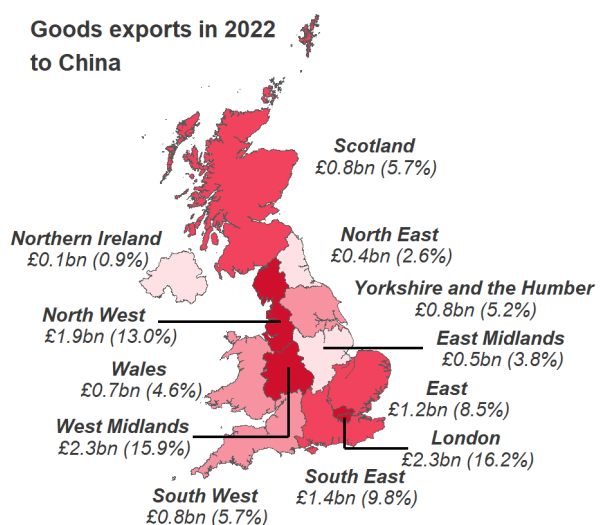 Goods exports in 2022
to China
Scotland
£0.8bn (5.7%)
Northern Ireland
£0.1bn (0.9%)
North East
£0.4bn (2.6%)
Yorkshire and the Humber
£0.8bn (5.2%)
North West
£1.9bn (13.0%)
East Midlands
£0.5bn (3.8%)
Wales
£0.7bn (4.6%)
East
£1.2bn (8.5%)
West Midlands
£2.3bn (15.9%)
London
£2.3bn (16.2%)
South East
£1.4bn (9.8%)
South West
£0.8bn (5.7%)